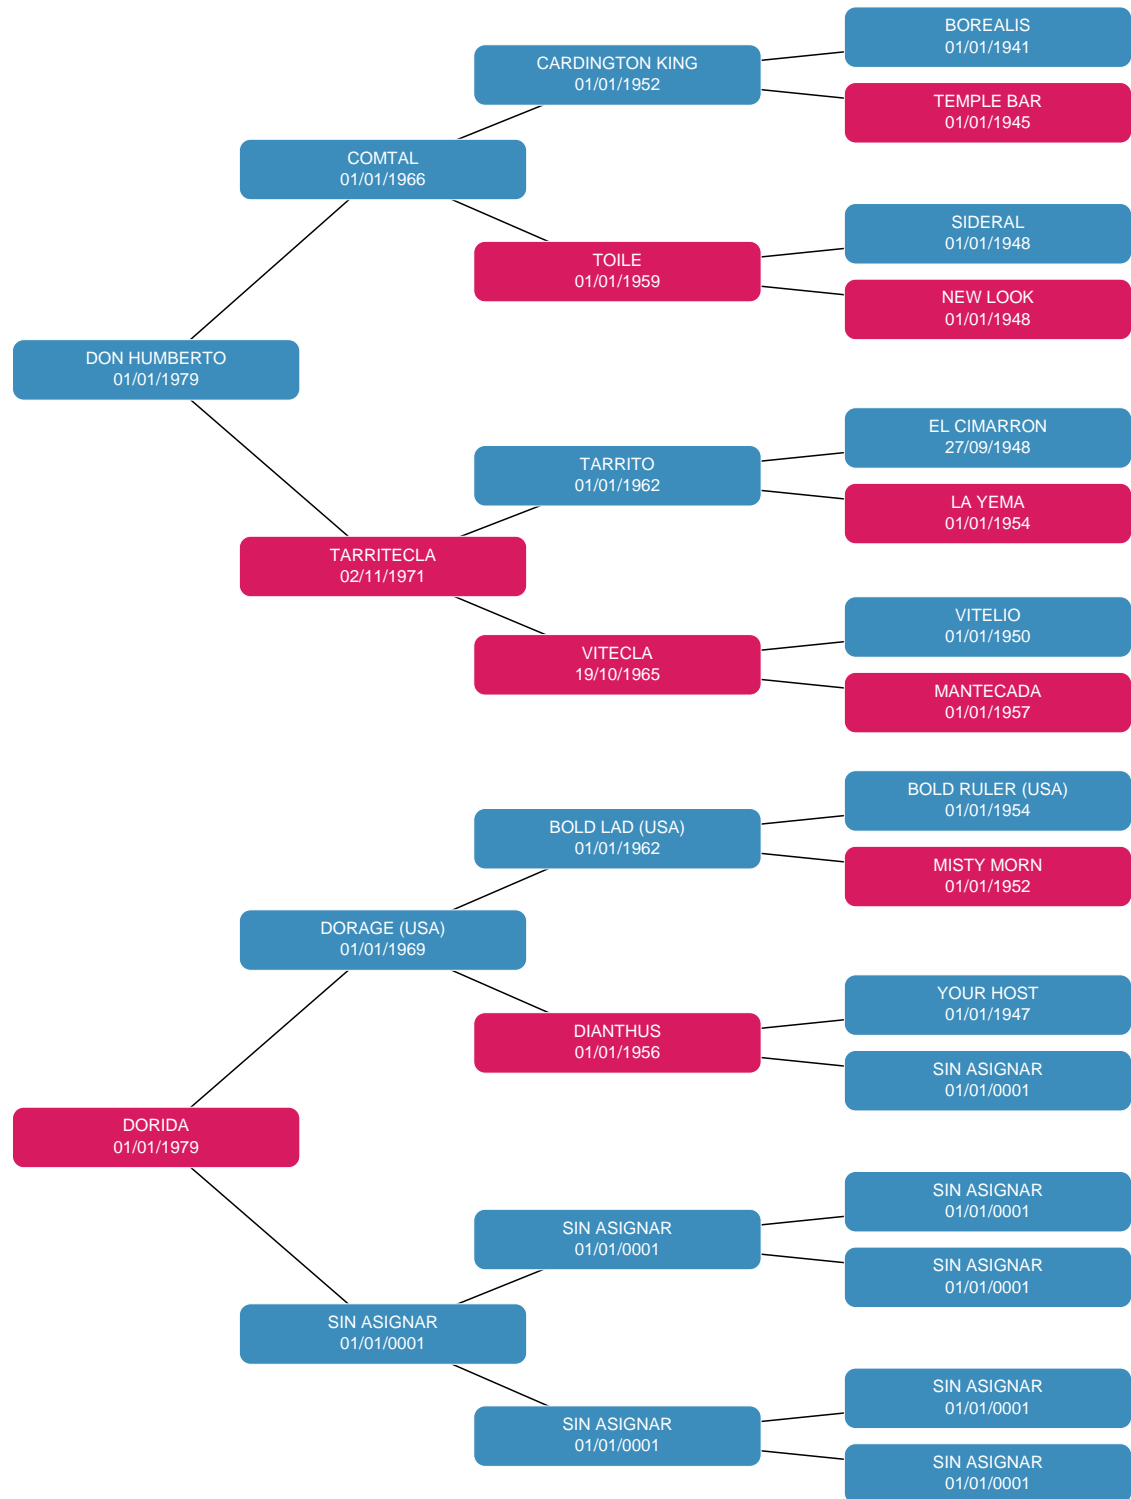 BOREALIS
01/01/1941
CARDINGTON KING
01/01/1952
TEMPLE BAR
01/01/1945
COMTAL
01/01/1966
SIDERAL
01/01/1948
TOILE
01/01/1959
NEW LOOK
01/01/1948
DON HUMBERTO
01/01/1979
EL CIMARRON
27/09/1948
TARRITO
01/01/1962
LA YEMA
01/01/1954
TARRITECLA
02/11/1971
VITELIO
01/01/1950
VITECLA
19/10/1965
MANTECADA
01/01/1957
BOLD RULER (USA)
01/01/1954
BOLD LAD (USA)
01/01/1962
MISTY MORN
01/01/1952
DORAGE (USA)
01/01/1969
YOUR HOST
01/01/1947
DIANTHUS
01/01/1956
SIN ASIGNAR
01/01/0001
DORIDA
01/01/1979
SIN ASIGNAR
01/01/0001
SIN ASIGNAR
01/01/0001
SIN ASIGNAR
01/01/0001
SIN ASIGNAR
01/01/0001
SIN ASIGNAR
01/01/0001
SIN ASIGNAR
01/01/0001
SIN ASIGNAR
01/01/0001